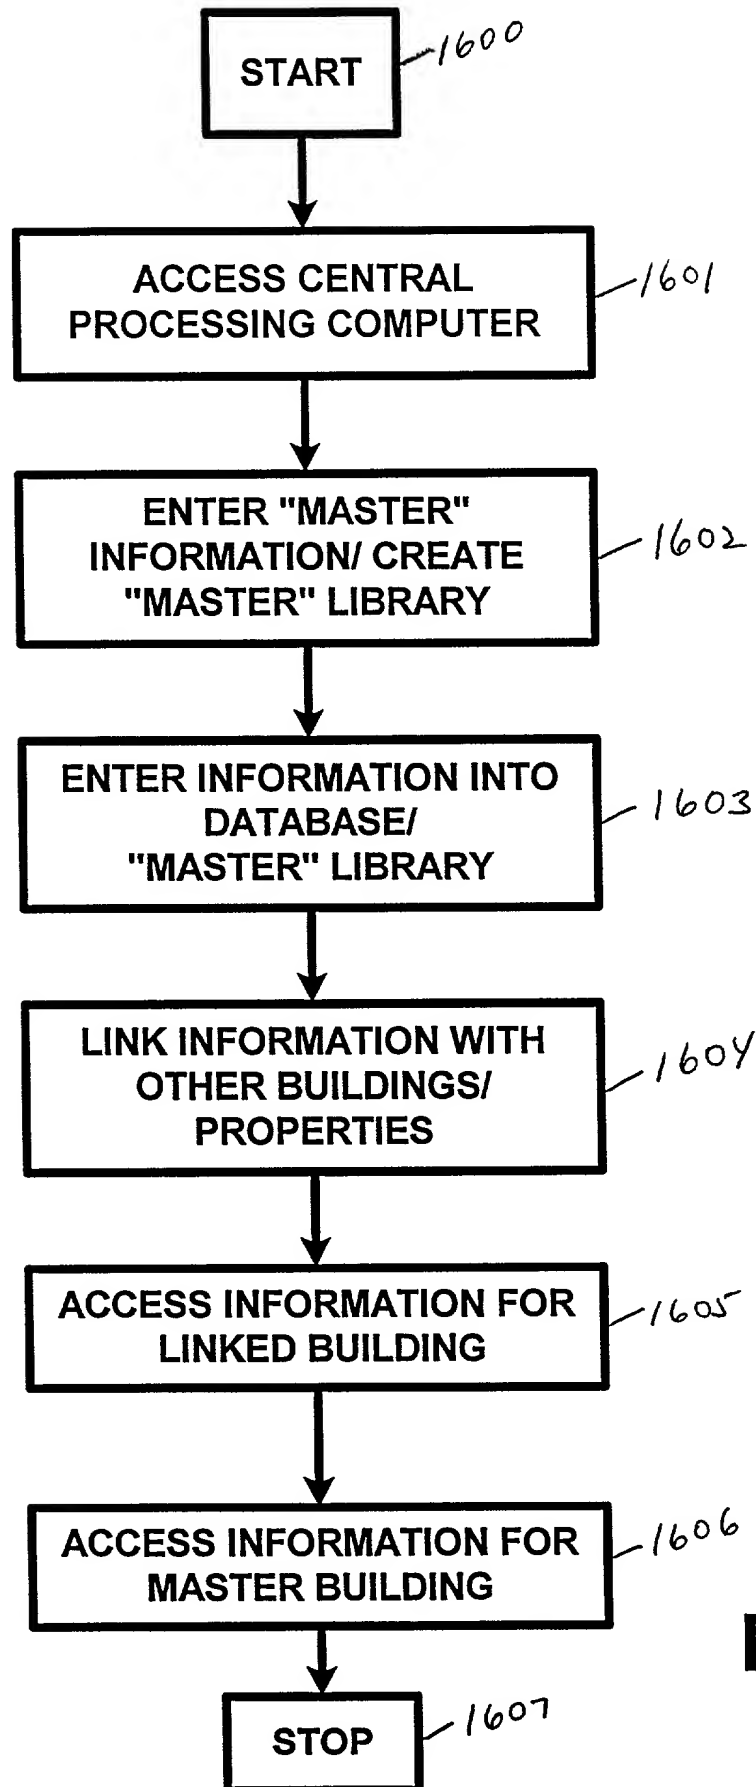 START
1600
ACCESS CENTRAL
PROCESSING COMPUTER
1601
ENTER "MASTER"
INFORMATION/ CREATE
"MASTER" LIBRARY
1602
ENTER INFORMATION INTO
DATABASE/
"MASTER" LIBRARY
1603
LINK INFORMATION WITH
OTHER BUILDINGS/
PROPERTIES
1604
ACCESS INFORMATION FOR
LINKED BUILDING
1605
ACCESS INFORMATION FOR
MASTER BUILDING
1606
STOP
1607